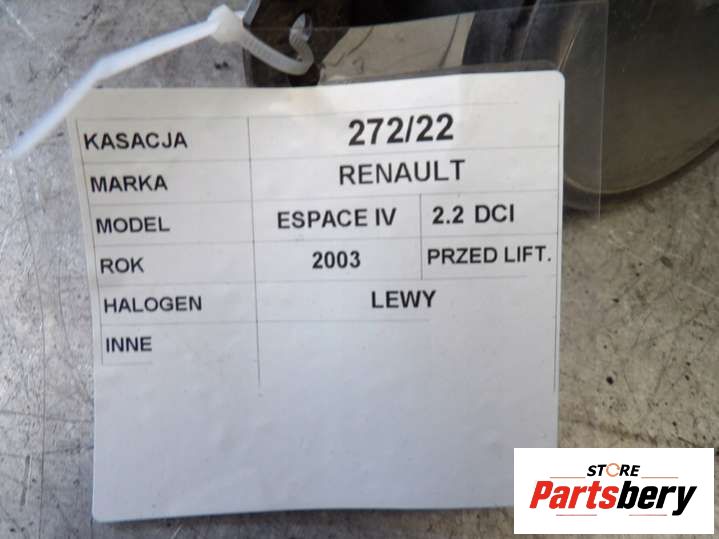 KASACJA 272/22
MARKA RENAULT
MODEL ESPACE IV 2.2 DCI
ROK 2003 PRZED LIFT.
HALOGEN LEWY
INNE
STORE
Partsbery